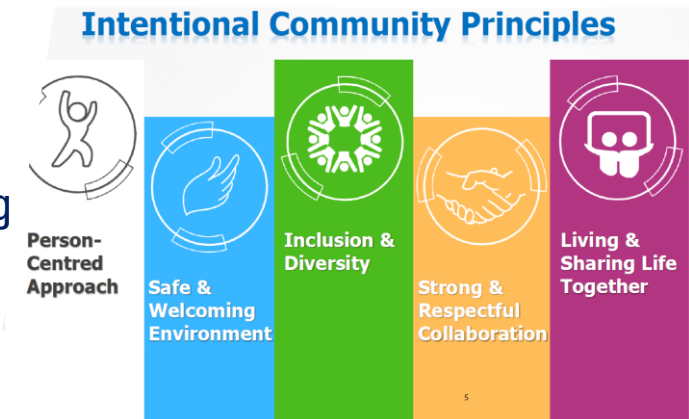 Intentional Community Principles
g
Person-
Centred
Approach
Safe &
Welcoming
Environment
Inclusion &
Diversity
Strong &
Respectful
Collaboration
Living &
Sharing Life
Together
5